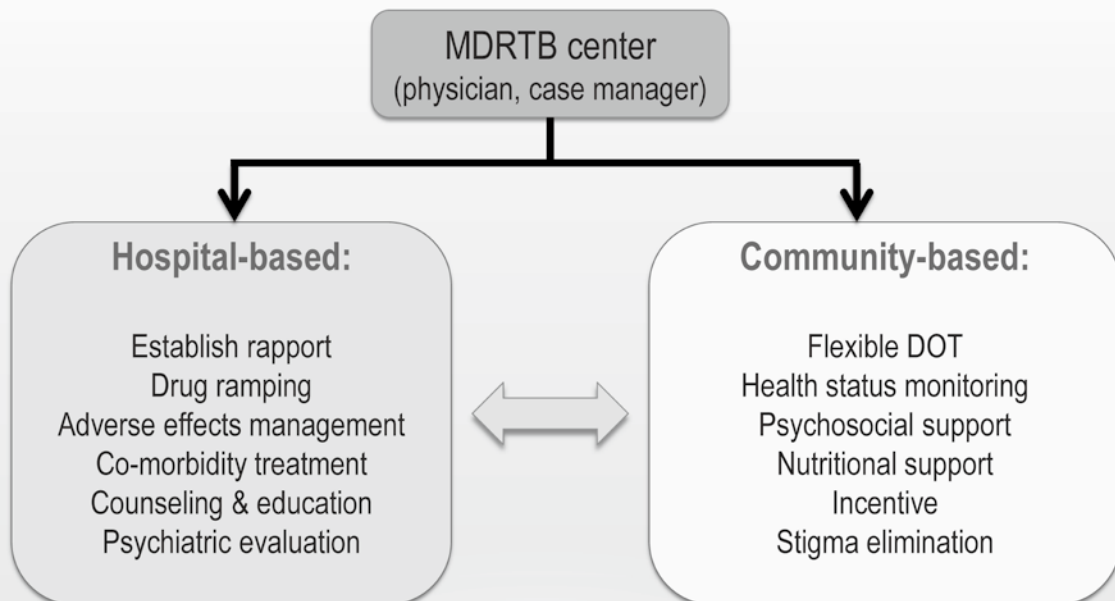 MDRTB center
(physician, case manager)
Hospital-based:
Establish rapport
Drug ramping
Adverse effects management
Co-morbidity treatment
Counseling & education
Psychiatric evaluation
Community-based:
Flexible DOT
Health status monitoring
Psychosocial support
Nutritional support
Incentive
Stigma elimination